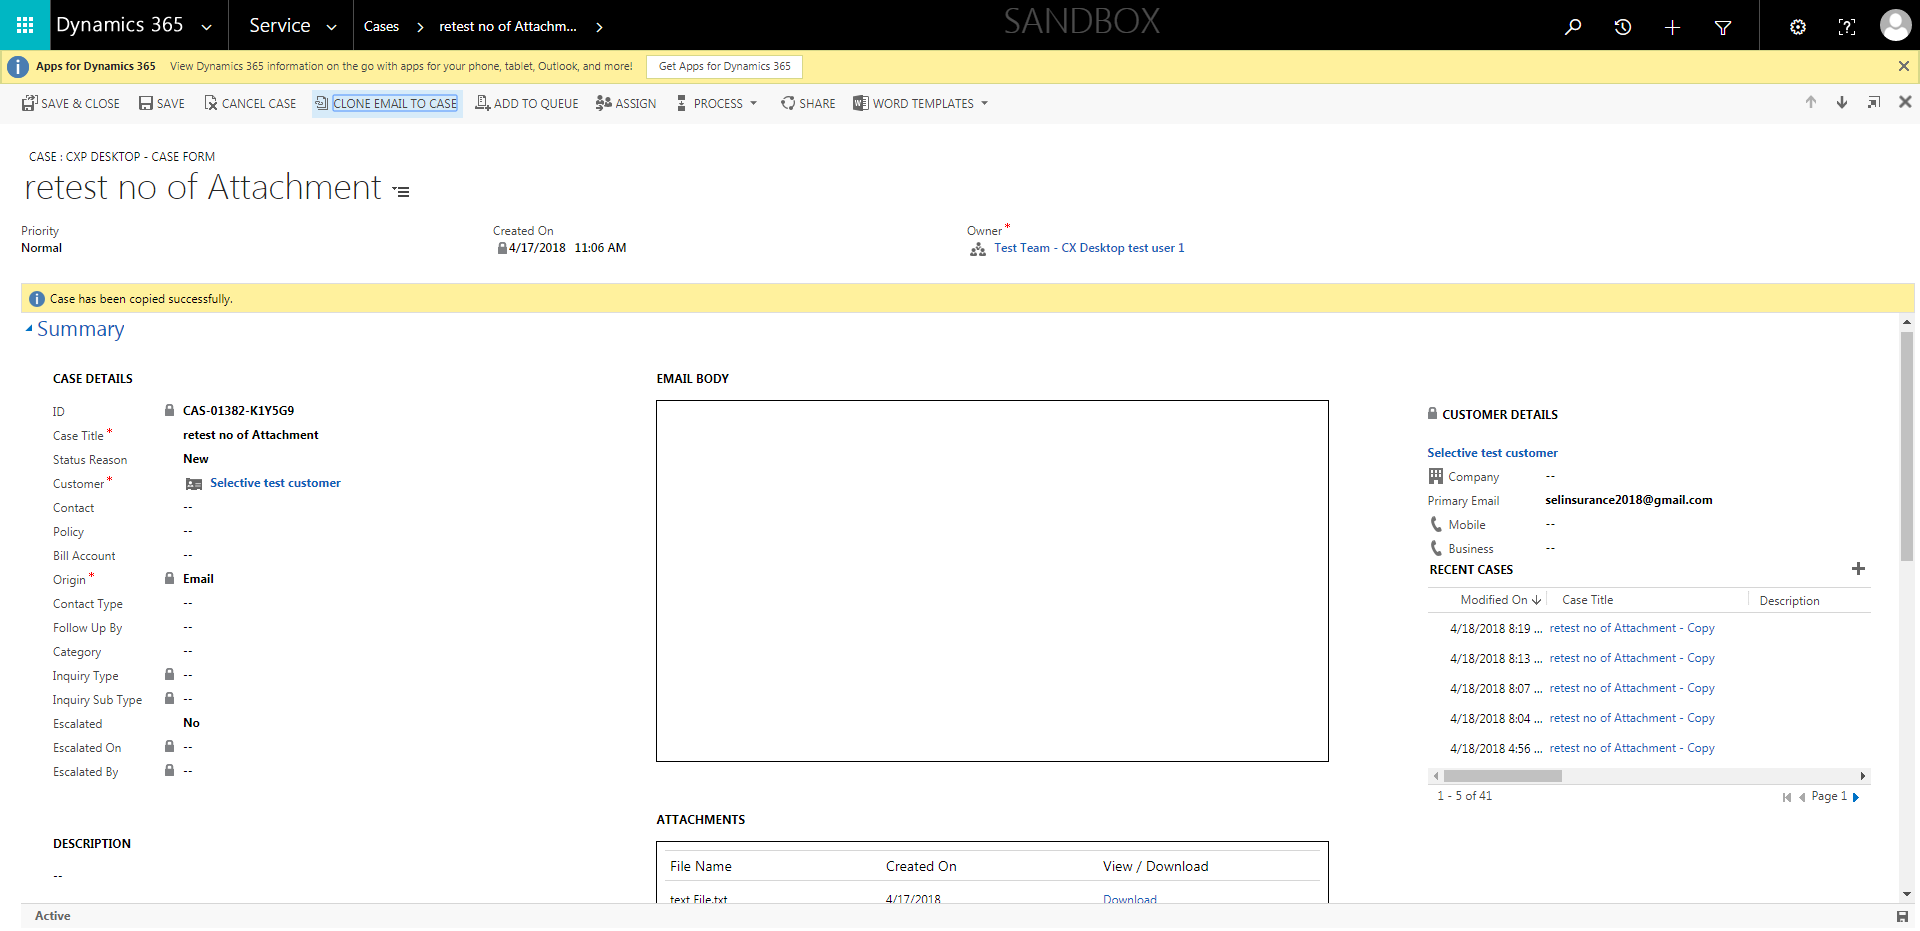 Dynamics 365 Service Cases retest no of Attachm... SANDBOX
Apps for Dynamics 365 View Dynamics 365 information on the go with apps for your phone, tablet, Outlook, and more! Get Apps for Dynamics 365
SAVE & CLOSE SAVE CANCEL CASE CLONE EMAIL TO CASE ADD TO QUEUE ASSIGN PROCESS SHARE WORD TEMPLATES
CASE : CXP DESKTOP - CASE FORM
retest no of Attachment
Priority
Normal
Created On
4/17/2018 11:06 AM
Owner*
Test Team - CX Desktop test user 1
Case has been copied successfully.
Summary
CASE DETAILS
ID CAS-01382-K1Y5G9
Case Title* retest no of Attachment
Status Reason New
Customer* Selective test customer
Contact --
Policy --
Bill Account --
Origin* Email
Contact Type --
Follow Up By --
Category --
Inquiry Type --
Inquiry Sub Type --
Escalated No
Escalated On --
Escalated By --
DESCRIPTION
--
EMAIL BODY
ATTACHMENTS
File Name Created On View / Download
text File.txt 4/17/2018 Download
CUSTOMER DETAILS
Selective test customer
Company --
Primary Email selinsurance2018@gmail.com
Mobile --
Business --
RECENT CASES
Modified On Case Title Description
4/18/2018 8:19 ... retest no of Attachment - Copy
4/18/2018 8:13 ... retest no of Attachment - Copy
4/18/2018 8:07 ... retest no of Attachment - Copy
4/18/2018 8:04 ... retest no of Attachment - Copy
4/18/2018 4:56 ... retest no of Attachment - Copy
1 - 5 of 41 Page 1
Active